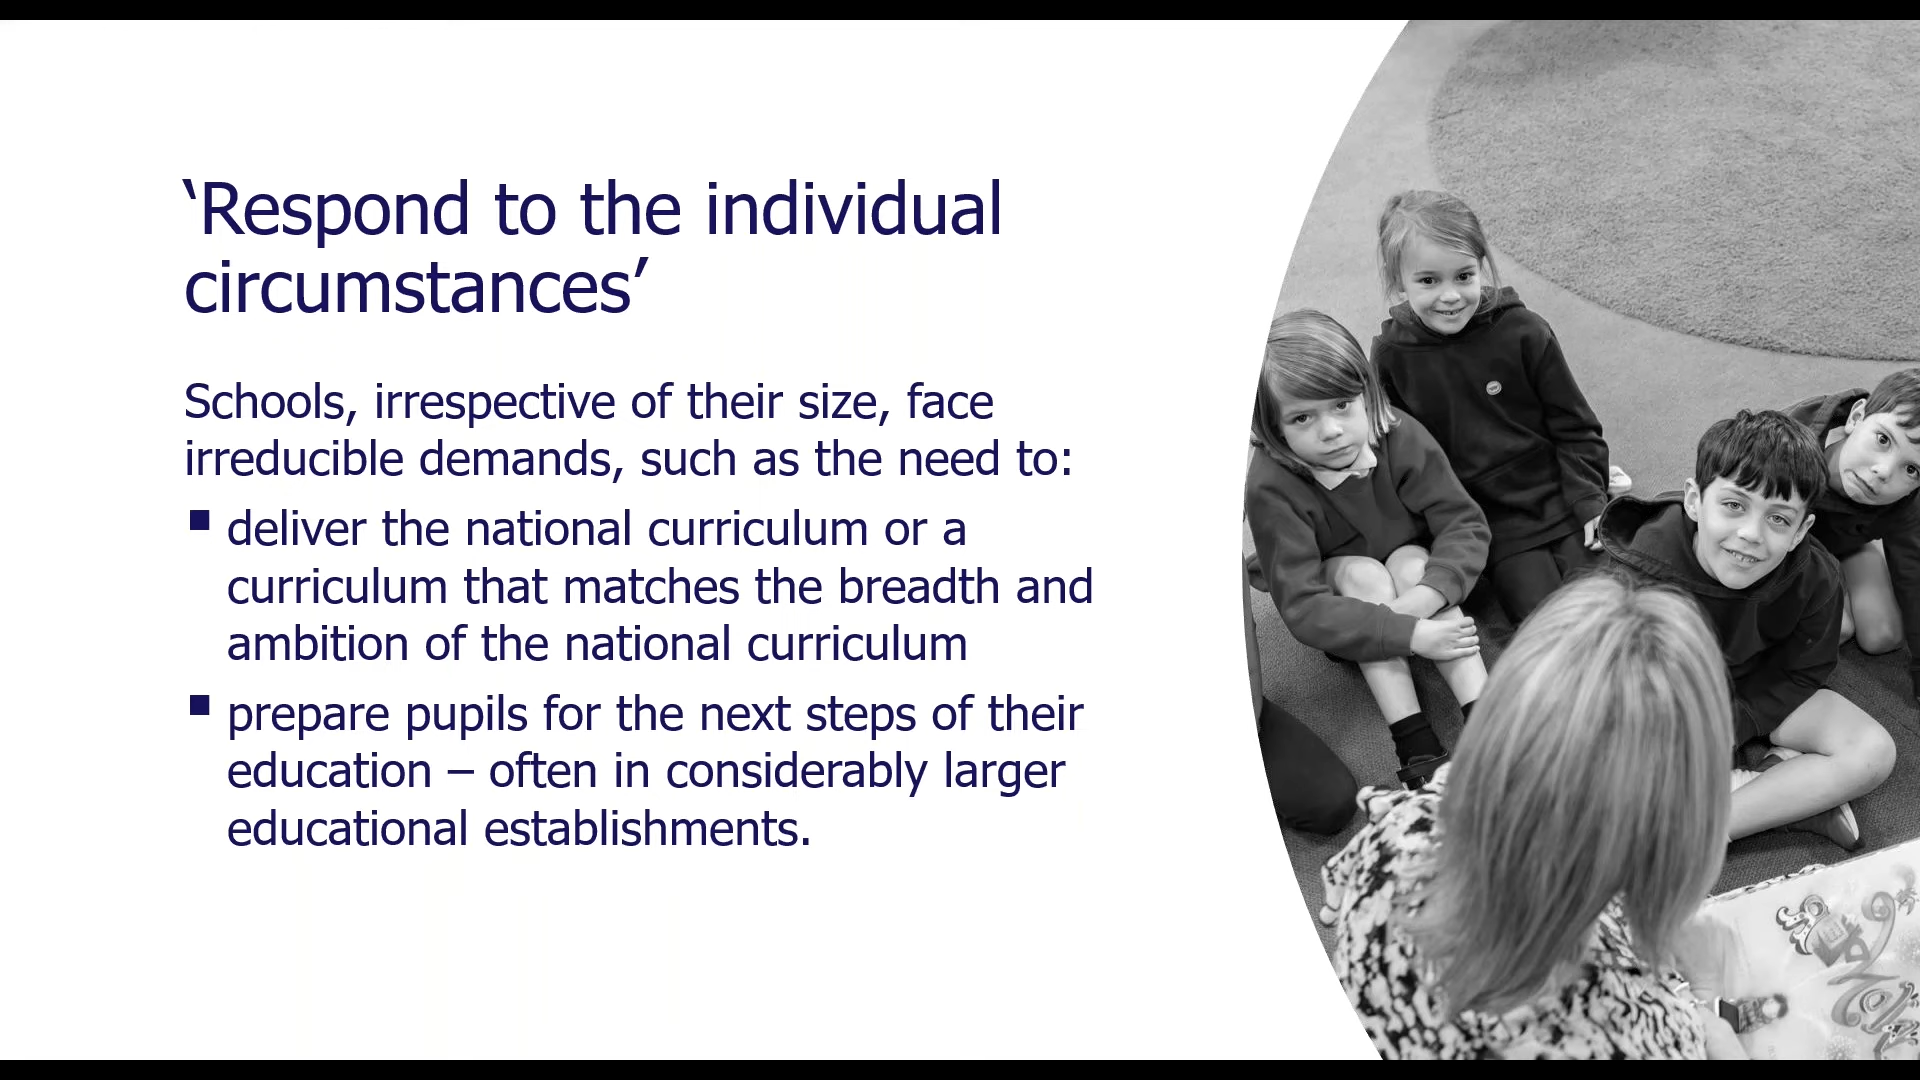 ‘Respond to the individual
circumstances’
Schools, irrespective of their size, face
irreducible demands, such as the need to:
▪ deliver the national curriculum or a
curriculum that matches the breadth and
ambition of the national curriculum
▪ prepare pupils for the next steps of their
education – often in considerably larger
educational establishments.